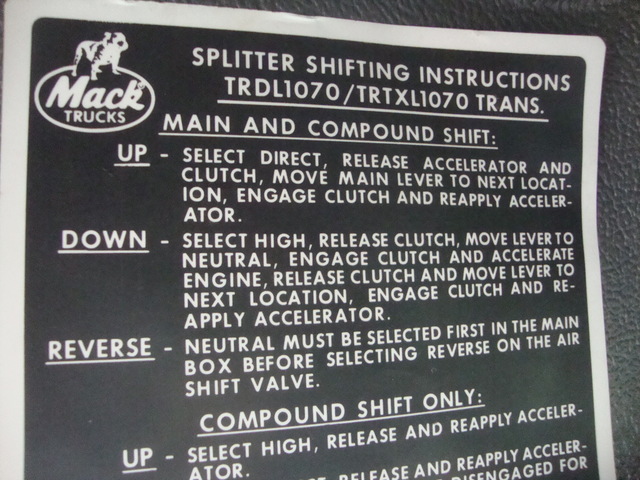 Mack
TRUCKS
SPLITTER SHIFTING INSTRUCTIONS
TRDL1070/TRTXL1070 TRANS.
MAIN AND COMPOUND SHIFT:
UP - SELECT DIRECT, RELEASE ACCELERATOR AND
CLUTCH, MOVE MAIN LEVER TO NEXT LOCAT-
ION, ENGAGE CLUTCH AND REAPPLY ACCELER-
ATOR.
DOWN - SELECT HIGH, RELEASE CLUTCH, MOVE LEVER TO
NEUTRAL, ENGAGE CLUTCH AND ACCELERATE
ENGINE, RELEASE CLUTCH AND MOVE LEVER TO
NEXT LOCATION, ENGAGE CLUTCH AND RE-
APPLY ACCELERATOR.
REVERSE - NEUTRAL MUST BE SELECTED FIRST IN THE MAIN
BOX BEFORE SELECTING REVERSE ON THE AIR
SHIFT VALVE.
COMPOUND SHIFT ONLY:
UP - SELECT HIGH, RELEASE AND REAPPLY ACCELER-
ATOR.
RELEASE AND REAPPLY ACCELER-
DISENGAGED FOR